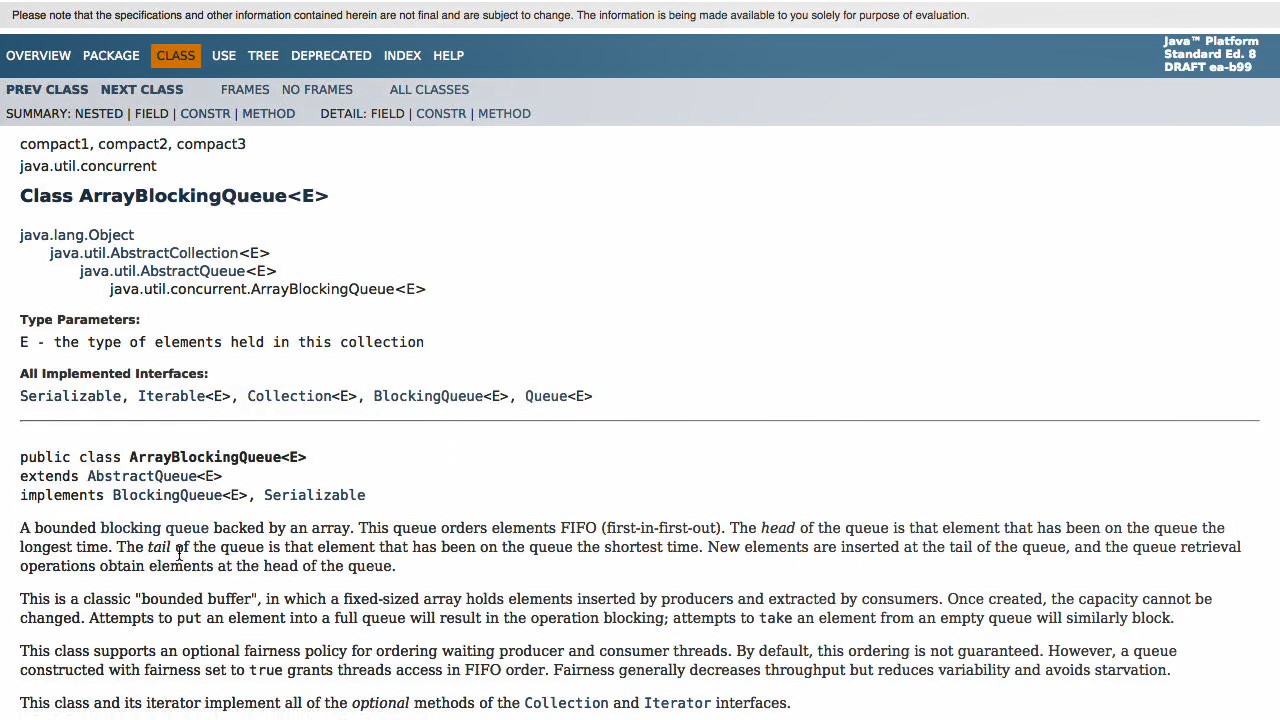 Please note that the specifications and other information contained herein are not final and are subject to change. The information is being made available to you solely for purpose of evaluation.
OVERVIEW PACKAGE CLASS USE TREE DEPRECATED INDEX HELP
Java™ Platform
Standard Ed. 8
DRAFT ea-b99
PREV CLASS NEXT CLASS FRAMES NO FRAMES ALL CLASSES
SUMMARY: NESTED | FIELD | CONSTR | METHOD DETAIL: FIELD | CONSTR | METHOD
compact1, compact2, compact3
java.util.concurrent
Class ArrayBlockingQueue<E>
java.lang.Object
java.util.AbstractCollection<E>
java.util.AbstractQueue<E>
java.util.concurrent.ArrayBlockingQueue<E>
Type Parameters:
E - the type of elements held in this collection
All Implemented Interfaces:
Serializable, Iterable<E>, Collection<E>, BlockingQueue<E>, Queue<E>
public class ArrayBlockingQueue<E>
extends AbstractQueue<E>
implements BlockingQueue<E>, Serializable
A bounded blocking queue backed by an array. This queue orders elements FIFO (first-in-first-out). The head of the queue is that element that has been on the queue the
longest time. The tail of the queue is that element that has been on the queue the shortest time. New elements are inserted at the tail of the queue, and the queue retrieval
operations obtain elements at the head of the queue.
This is a classic "bounded buffer", in which a fixed-sized array holds elements inserted by producers and extracted by consumers. Once created, the capacity cannot be
changed. Attempts to put an element into a full queue will result in the operation blocking; attempts to take an element from an empty queue will similarly block.
This class supports an optional fairness policy for ordering waiting producer and consumer threads. By default, this ordering is not guaranteed. However, a queue
constructed with fairness set to true grants threads access in FIFO order. Fairness generally decreases throughput but reduces variability and avoids starvation.
This class and its iterator implement all of the optional methods of the Collection and Iterator interfaces.